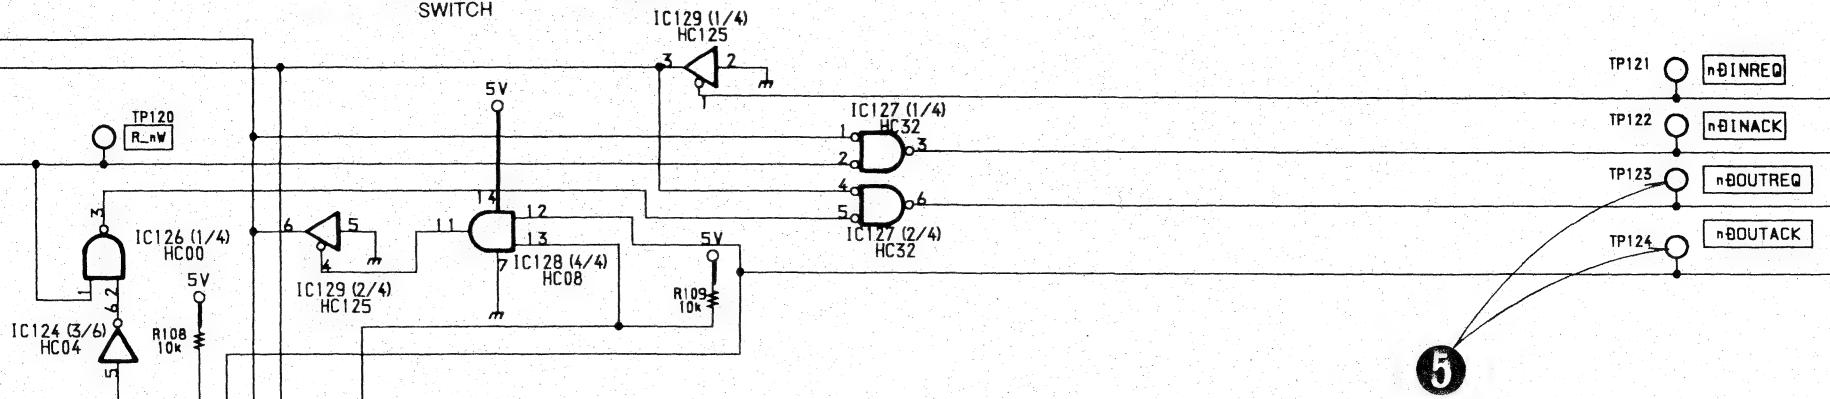 SWITCH
IC129 (1/4)
HC125
3
2
1
5V
TP120
R_nW
IC127 (1/4)
HC32
1
2
3
4
5
6
IC127 (2/4)
HC32
TP121
nDINREQ
TP122
nDINACK
TP123
nDOUTREQ
TP124
nDOUTACK
3
IC126 (1/4)
HC00
1
2
6
5
4
IC129 (2/4)
HC125
14
11
12
13
7
IC128 (4/4)
HC08
5V
R109
10k
5V
R108
10k
6
IC124 (3/6)
HC04
5
5